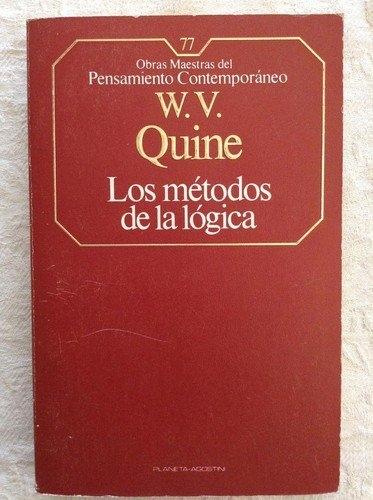 77
Obras Maestras del
Pensamiento Contemporáneo
W. V.
Quine
Los métodos
de la lógica
PLANETA-AGOSTINI